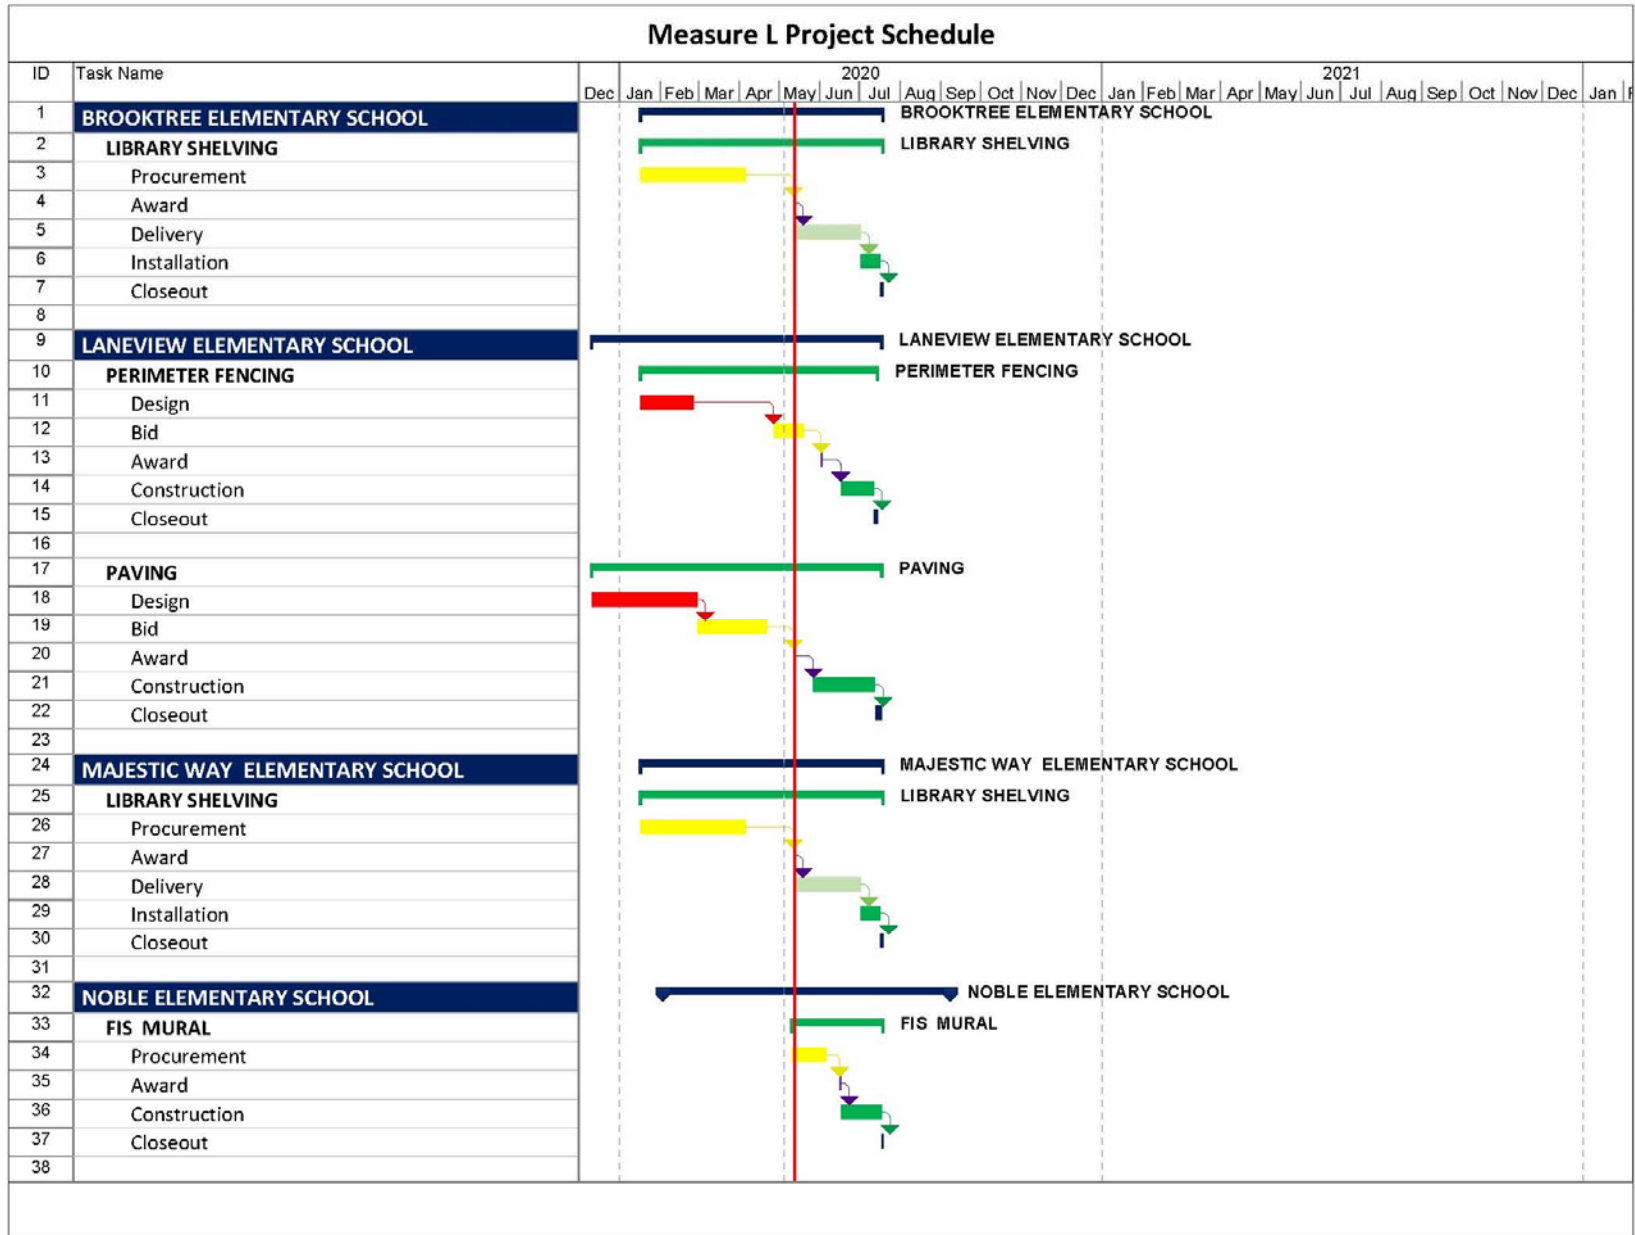 Measure L Project Schedule
ID Task Name 2020 2021
Dec Jan Feb Mar Apr May Jun Jul Aug Sep Oct Nov Dec Jan Feb Mar Apr May Jun Jul Aug Sep Oct Nov Dec Jan F
1 BROOKTREE ELEMENTARY SCHOOL BROOKTREE ELEMENTARY SCHOOL
2 LIBRARY SHELVING LIBRARY SHELVING
3 Procurement
4 Award
5 Delivery
6 Installation
7 Closeout
8
9 LANEVIEW ELEMENTARY SCHOOL LANEVIEW ELEMENTARY SCHOOL
10 PERIMETER FENCING PERIMETER FENCING
11 Design
12 Bid
13 Award
14 Construction
15 Closeout
16
17 PAVING PAVING
18 Design
19 Bid
20 Award
21 Construction
22 Closeout
23
24 MAJESTIC WAY ELEMENTARY SCHOOL MAJESTIC WAY ELEMENTARY SCHOOL
25 LIBRARY SHELVING LIBRARY SHELVING
26 Procurement
27 Award
28 Delivery
29 Installation
30 Closeout
31
32 NOBLE ELEMENTARY SCHOOL NOBLE ELEMENTARY SCHOOL
33 FIS MURAL FIS MURAL
34 Procurement
35 Award
36 Construction
37 Closeout
38